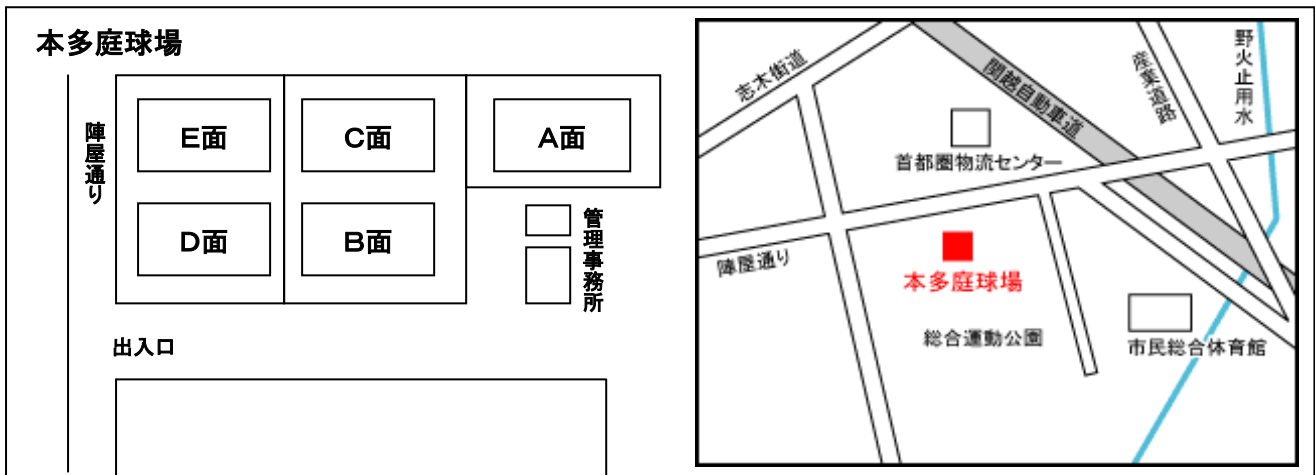 本多庭球場
陣屋通り
E面
C面
A面
D面
B面
管理事務所
出入口
志木街道
関越自動車道
産業道路
野火止用水
首都圏物流センター
陣屋通り
本多庭球場
総合運動公園
市民総合体育館